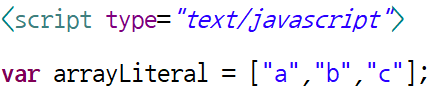 <script type="text/javascript">
var arrayLiteral = ["a","b","c"];